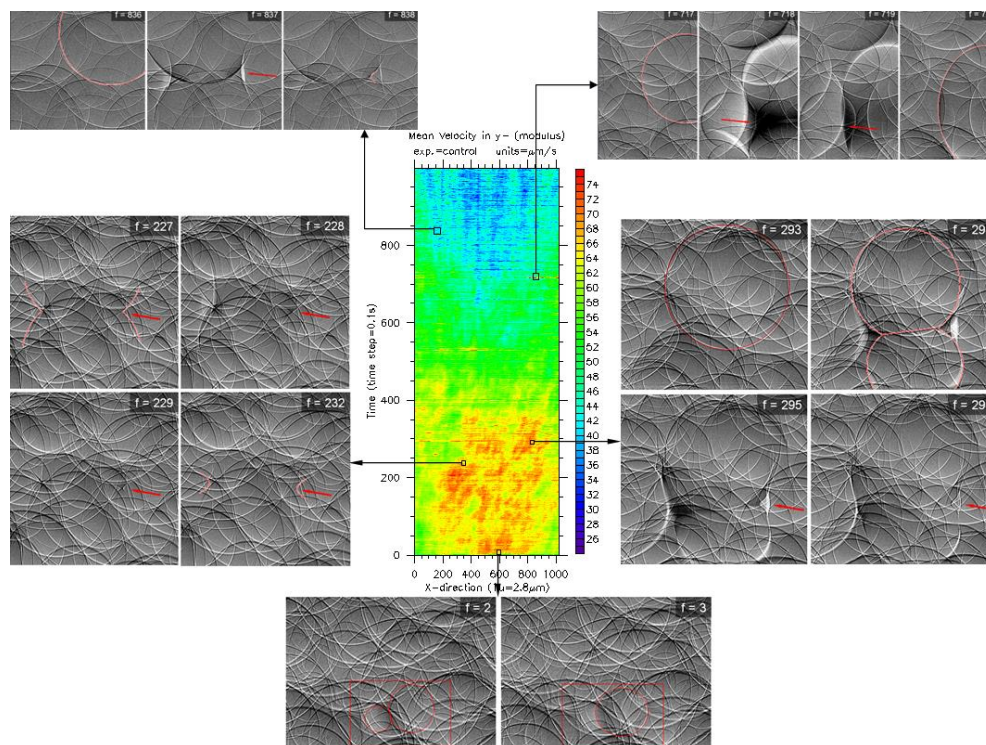 f = 836
f = 837
f = 838
f = 717
f = 718
f = 719
Mean Velocity in y- (modulus)
exp.=control units=μm/s
f = 227
f = 228
f = 229
f = 232
f = 293
f = 295
Time (time step=0.1s)
800
600
400
200
0
74
72
70
68
66
64
62
60
58
56
54
52
50
48
46
44
42
40
38
36
34
32
30
28
26
0 200 400 600 800 1000
X-direction
f = 2
f = 3